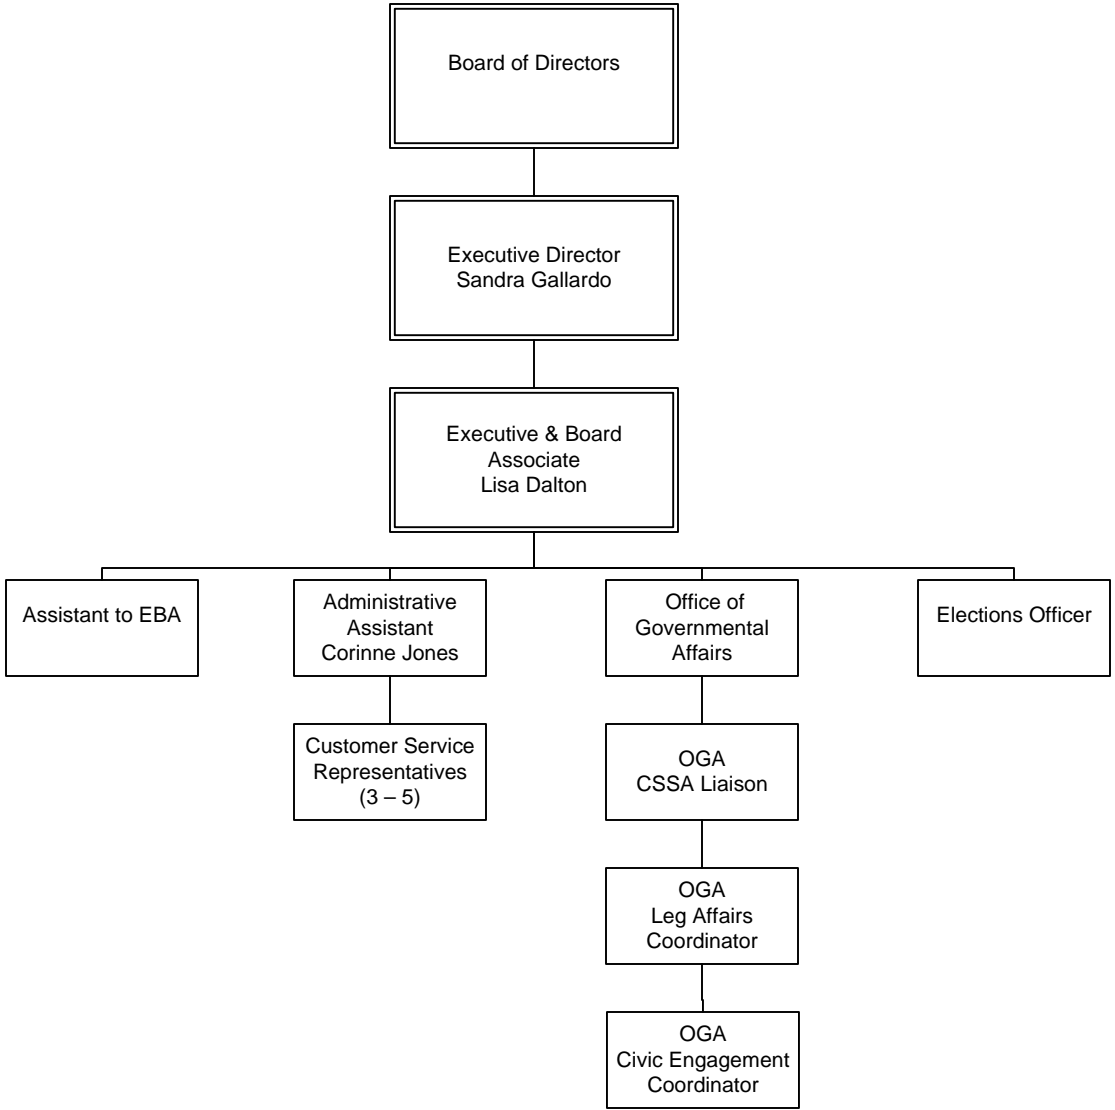 Board of Directors
Executive Director
Sandra Gallardo
Executive & Board
Associate
Lisa Dalton
Assistant to EBA
Administrative
Assistant
Corinne Jones
Office of
Governmental
Affairs
Elections Officer
Customer Service
Representatives
(3 – 5)
OGA
CSSA Liaison
OGA
Leg Affairs
Coordinator
OGA
Civic Engagement
Coordinator